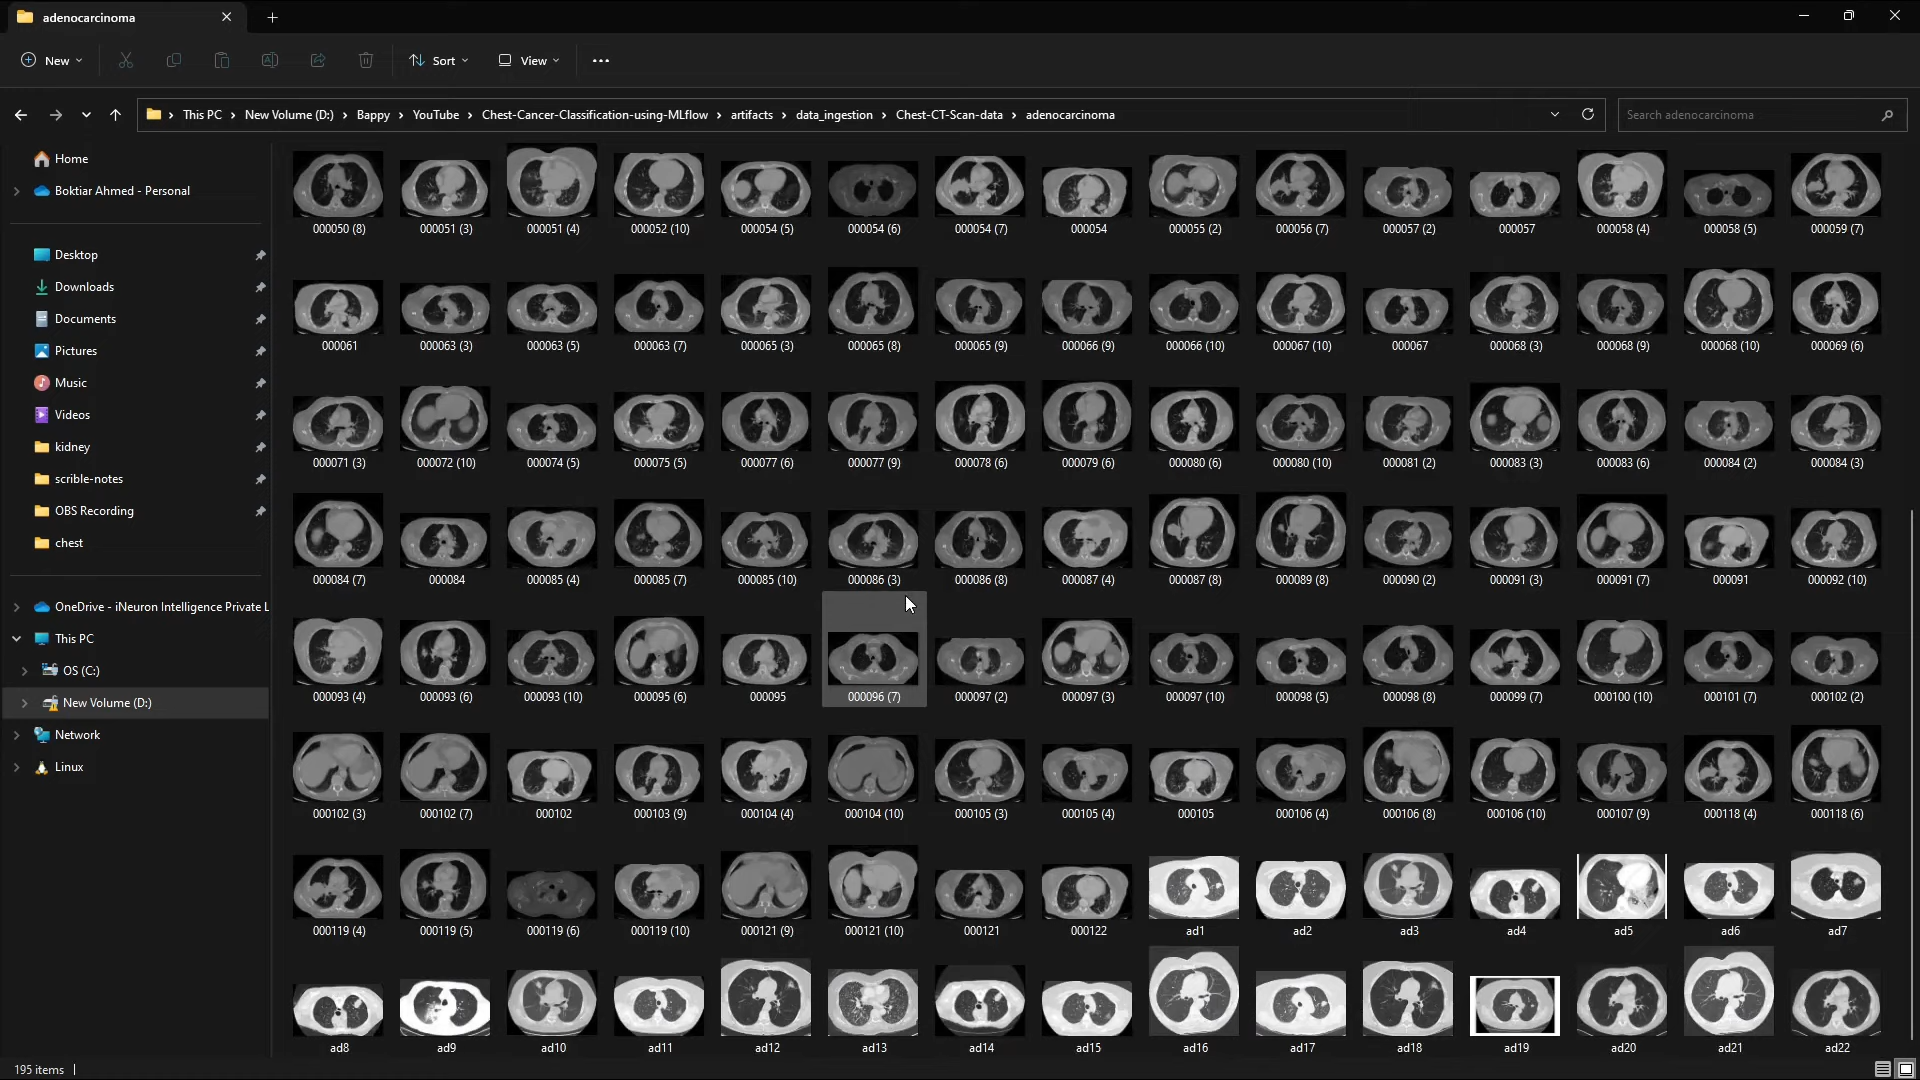 adenocarcinoma
New
Sort
View
This PC > New Volume (D:) > Bappy > YouTube > Chest-Cancer-Classification-using-MLflow > artifacts > data_ingestion > Chest-CT-Scan-data > adenocarcinoma
Search adenocarcinoma
Home
Boktiar Ahmed - Personal
Desktop
Downloads
Documents
Pictures
Music
Videos
kidney
scrible-notes
OBS Recording
chest
OneDrive - iNeuron Intelligence Private L
This PC
OS (C:)
New Volume (D:)
Network
Linux
000050 (8) 000051 (3) 000051 (4) 000052 (10) 000054 (5) 000054 (6) 000054 (7) 000054 000055 (2) 000056 (7) 000057 (2) 000057 000058 (4) 000058 (5) 000059 (7)
000061 000063 (3) 000063 (5) 000063 (7) 000065 (3) 000065 (8) 000065 (9) 000066 (9) 000066 (10) 000067 (10) 000067 000068 (3) 000068 (9) 000068 (10) 000069 (6)
000071 (3) 000072 (10) 000074 (5) 000075 (5) 000077 (6) 000077 (9) 000078 (6) 000079 (6) 000080 (6) 000080 (10) 000081 (2) 000083 (3) 000083 (6) 000084 (2) 000084 (3)
000084 (7) 000084 000085 (4) 000085 (7) 000085 (10) 000086 (3) 000086 (8) 000087 (4) 000087 (8) 000089 (8) 000090 (2) 000091 (3) 000091 (7) 000091 000092 (10)
000093 (4) 000093 (6) 000093 (10) 000095 (6) 000095 000096 (7) 000097 (2) 000097 (3) 000097 (10) 000098 (5) 000098 (8) 000099 (7) 000100 (10) 000101 (7) 000102 (2)
000102 (3) 000102 (7) 000102 000103 (9) 000104 (4) 000104 (10) 000105 (3) 000105 (4) 000105 000106 (4) 000106 (8) 000106 (10) 000107 (9) 000118 (4) 000118 (6)
000119 (4) 000119 (5) 000119 (6) 000119 (10) 000121 (9) 000121 (10) 000121 000122 ad1 ad2 ad3 ad4 ad5 ad6 ad7
ad8 ad9 ad10 ad11 ad12 ad13 ad14 ad15 ad16 ad17 ad18 ad19 ad20 ad21 ad22
195 items